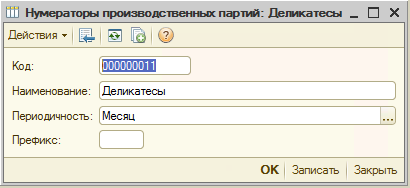 Нумераторы производственных партий: Деликатесы
Действия
Код: 000000011
Наименование: Деликатесы
Периодичность: Месяц ...
Префикс:
OK Записать Закрыть